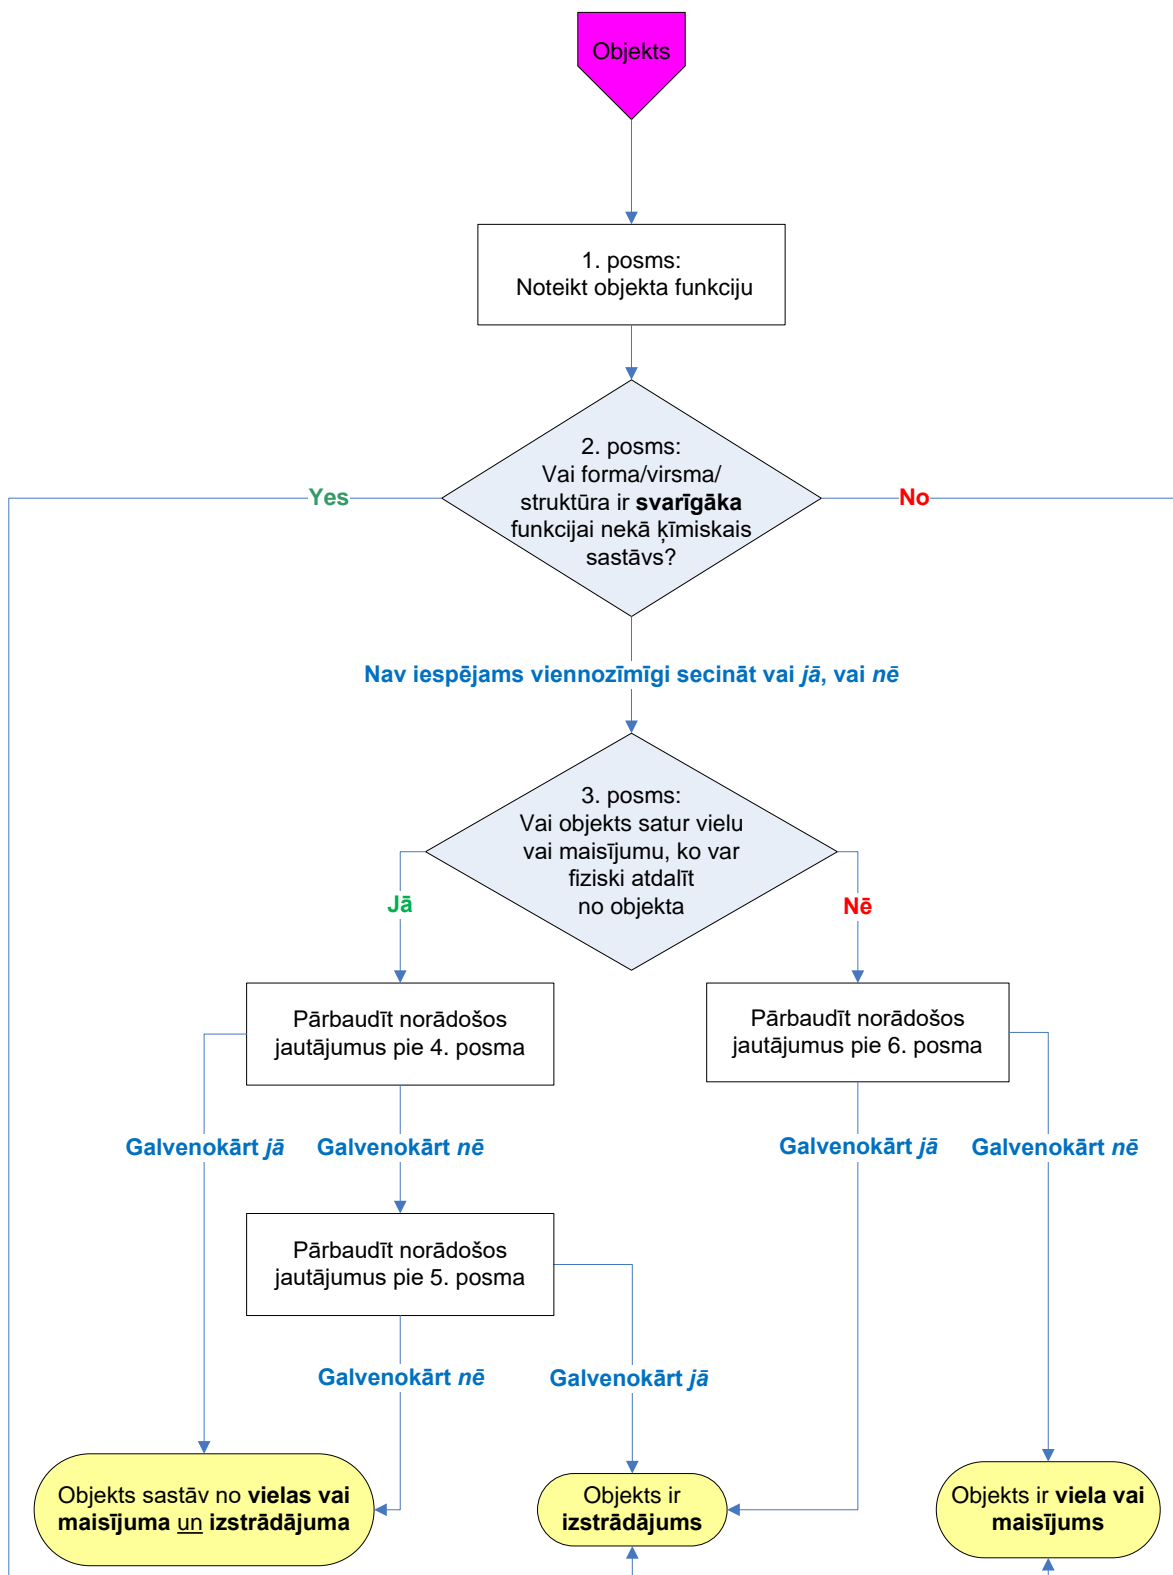 Objekts
1. posms:
Noteikt objekta funkciju
2. posms:
Vai forma/virsma/
struktūra ir svarīgāka
funkcijai nekā ķīmiskais
sastāvs?
Yes
No
Nav iespējams viennozīmīgi secināt vai jā, vai nē
3. posms:
Vai objekts satur vielu
vai maisījumu, ko var
fiziski atdalīt
no objekta
Jā
Nē
Pārbaudīt norādošos
jautājumus pie 4. posma
Pārbaudīt norādošos
jautājumus pie 6. posma
Galvenokārt jā
Galvenokārt nē
Galvenokārt jā
Galvenokārt nē
Pārbaudīt norādošos
jautājumus pie 5. posma
Galvenokārt nē
Galvenokārt jā
Objekts sastāv no vielas vai
maisījuma un izstrādājuma
Objekts ir
izstrādājums
Objekts ir viela vai
maisījums